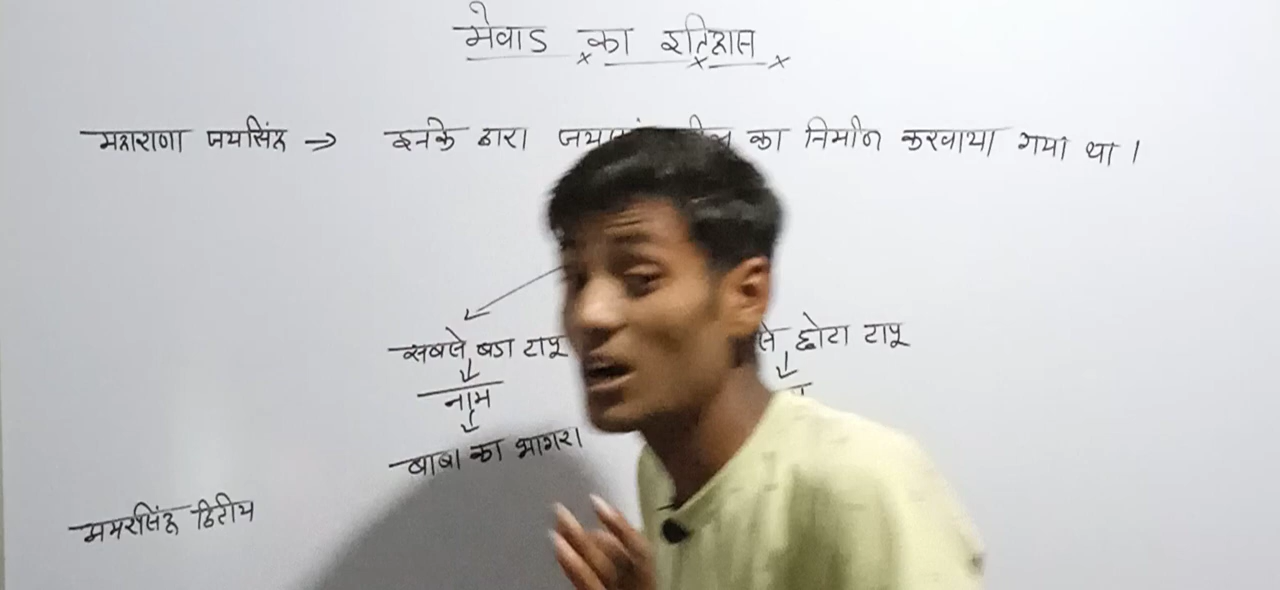 मेवाड का इतिहास
महाराणा जयसिंह → इनके द्वारा का निर्माण करवाया गया था।
सबसे बडा टापू छोटा टापू
नाम
बाबा का भागरा
अमरसिंह द्वितीय